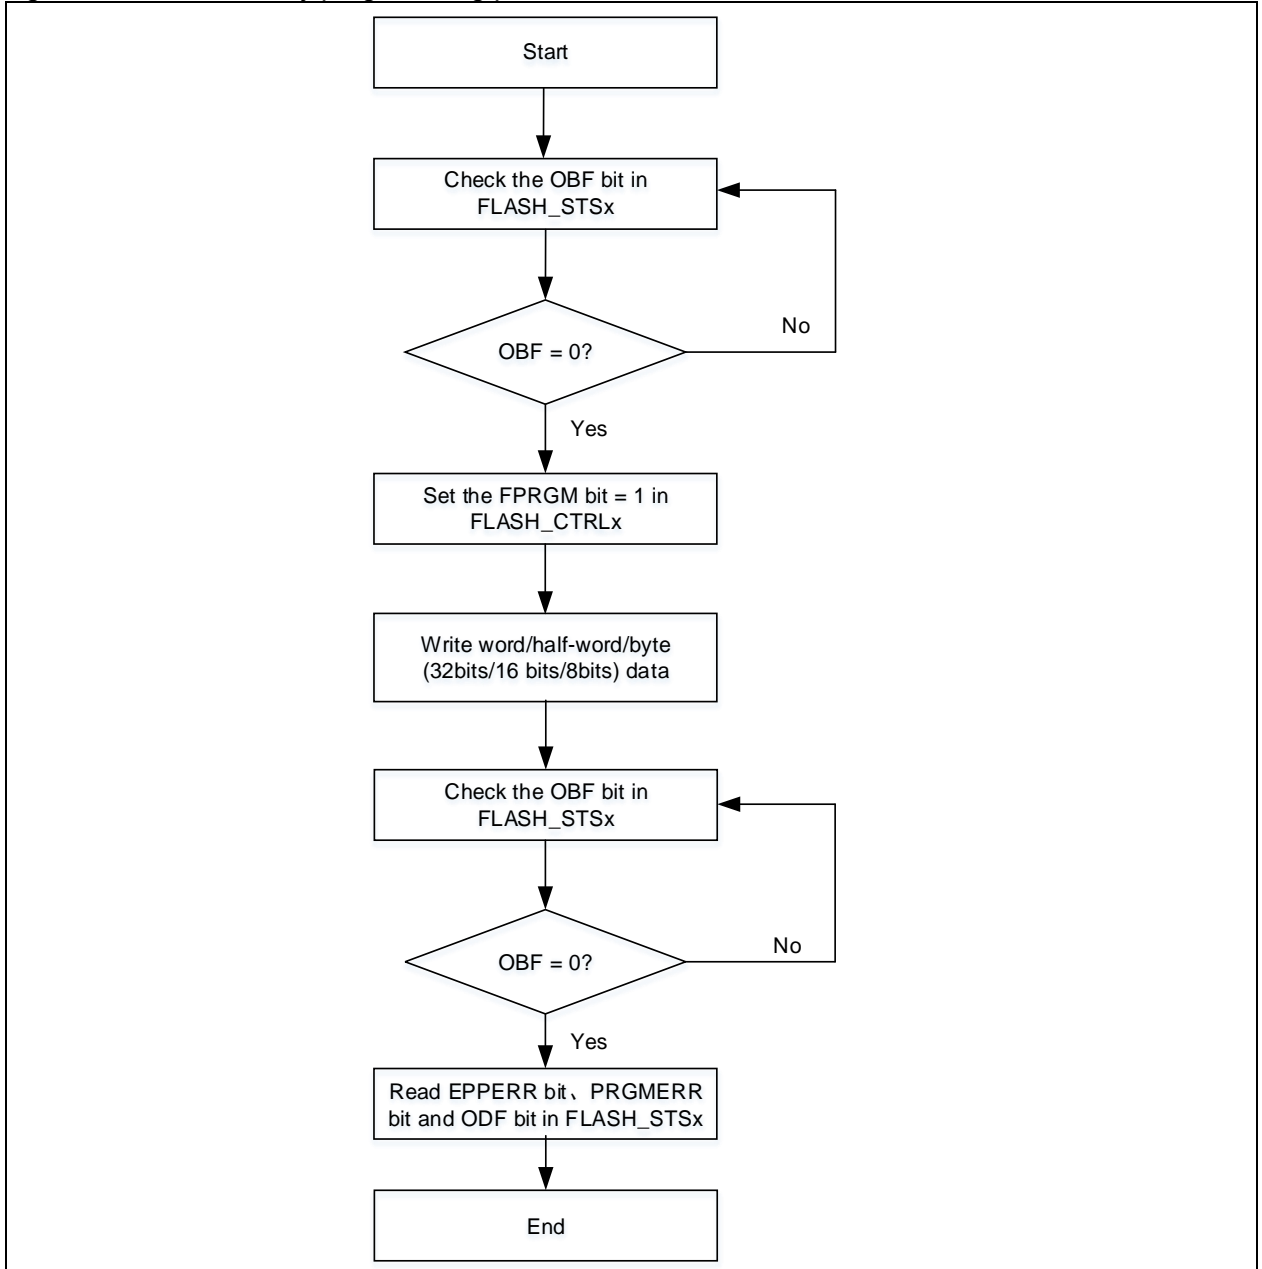 Start
Check the OBF bit in
FLASH_STSx
OBF = 0?
No
Yes
Set the FPRGM bit = 1 in
FLASH_CTRLx
Write word/half-word/byte
(32bits/16 bits/8bits) data
Check the OBF bit in
FLASH_STSx
OBF = 0?
No
Yes
Read EPPERR bit、PRGMERR
bit and ODF bit in FLASH_STSx
End